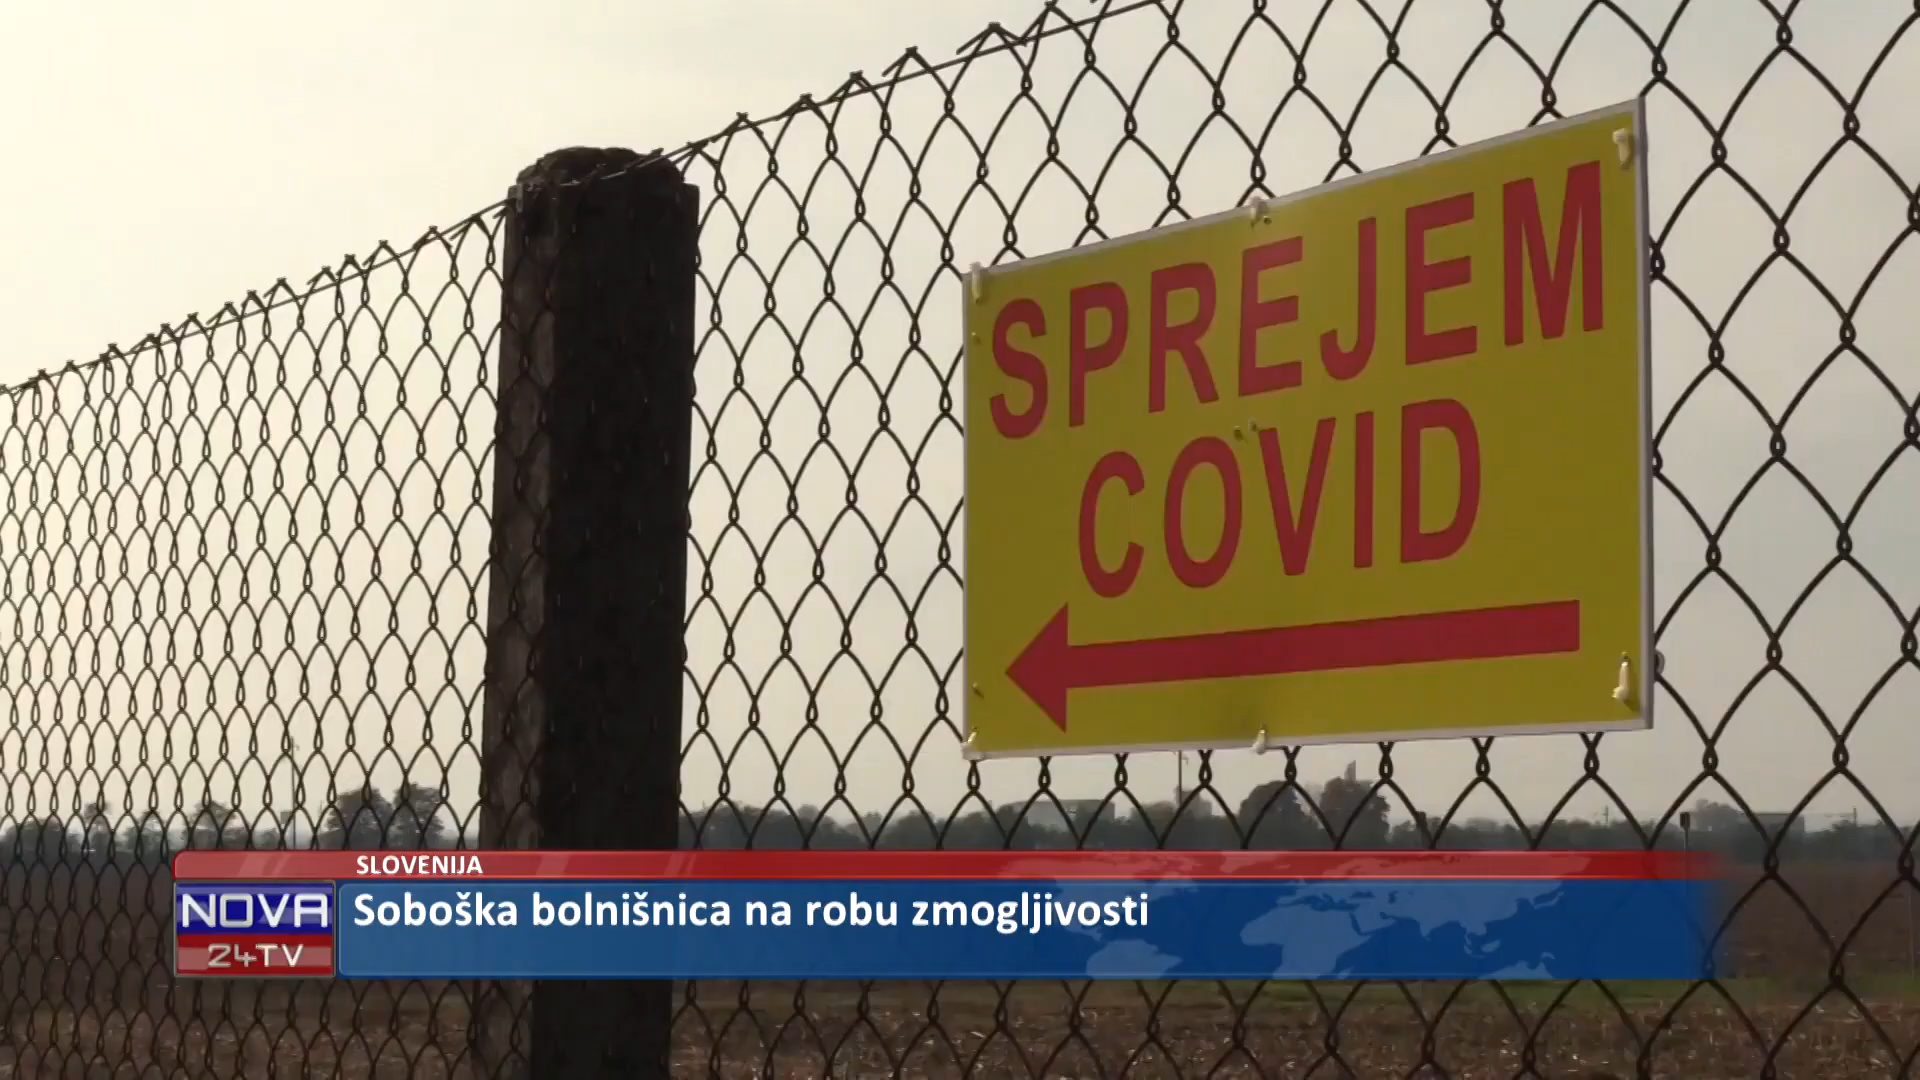 SPREJEM
COVID
SLOVENIJA
NOVA
24TV
Soboška bolnišnica na robu zmogljivosti